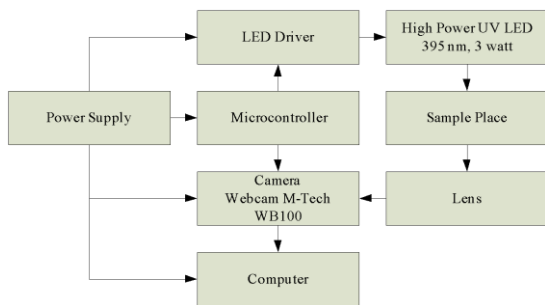 LED Driver
High Power UV LED
395 nm, 3 watt
Power Supply
Microcontroller
Sample Place
Camera
Webcam M-Tech
WB100
Lens
Computer